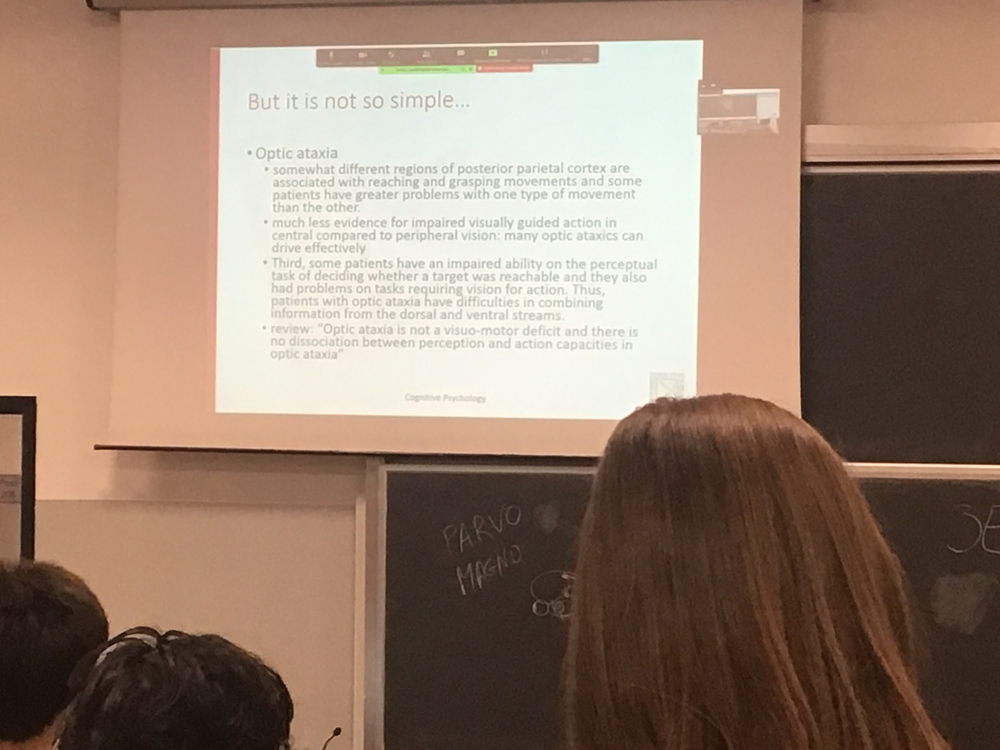 But it is not so simple...
• Optic ataxia
• somewhat different regions of posterior parietal cortex are
associated with reaching and grasping movements and some
patients have greater problems with one type of movement
than the other.
• much less evidence for impaired visually guided action in
central compared to peripheral vision: many optic ataxics can
drive effectively
• Third, some patients have an impaired ability on the perceptual
task of deciding whether a target was reachable and they also
had problems on tasks requiring vision for action. Thus,
patients with optic ataxia have difficulties in combining
information from the dorsal and ventral streams.
• review: "Optic ataxia is not a visuo-motor deficit and there is
no dissociation between perception and action capacities in
optic ataxia"
Cognitive Psychology
PARVO
MAGNO